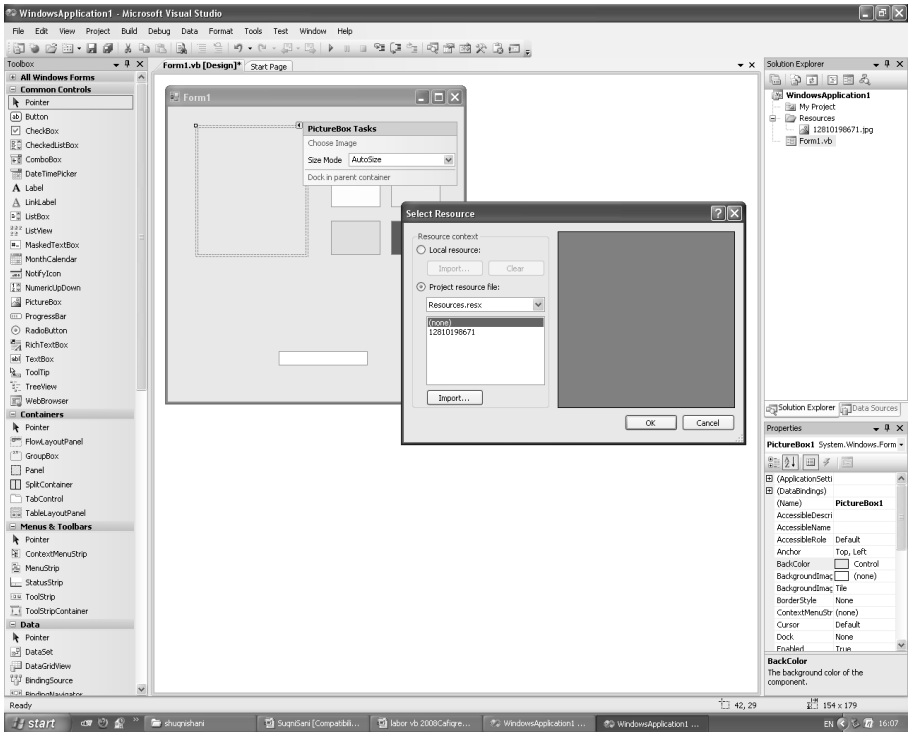 WindowsApplication1 - Microsoft Visual Studio
File Edit View Project Build Debug Data Format Tools Test Window Help
Toolbox
All Windows Forms
Common Controls
Pointer
Button
CheckBox
CheckedListBox
ComboBox
DateTimePicker
Label
LinkLabel
ListBox
ListView
MaskedTextBox
MonthCalendar
NotifyIcon
NumericUpDown
PictureBox
ProgressBar
RadioButton
RichTextBox
TextBox
ToolTip
TreeView
WebBrowser
Containers
Pointer
FlowLayoutPanel
GroupBox
Panel
SplitContainer
TabControl
TableLayoutPanel
Menus & Toolbars
Pointer
ContextMenuStrip
MenuStrip
StatusStrip
ToolStrip
ToolStripContainer
Data
Pointer
DataSet
DataGridView
BindingSource
BindingNavigator
Form1.vb [Design]* Start Page
Form1
PictureBox Tasks
Choose Image
Size Mode AutoSize
Dock in parent container
Select Resource
Resource context
Local resource:
Import... Clear
Project resource file:
Resources.resx
(none)
12810198671
Import...
OK Cancel
Solution Explorer
WindowsApplication1
My Project
Resources
12810198671.jpg
Form1.vb
Solution Explorer Data Sources
Properties
PictureBox1 System.Windows.Form
(ApplicationSetti
(DataBindings)
(Name) PictureBox1
AccessibleDescri
AccessibleName
AccessibleRole Default
Anchor Top, Left
BackColor Control
BackgroundImag (none)
BackgroundImag Tile
BorderStyle None
ContextMenuStr (none)
Cursor Default
Dock None
Enabled True
BackColor
The background color of the
component.
Ready 42, 29 154 x 179
start shuqnishani SuqniSani [Compatibili... labor vb 2008Cafiqre... WindowsApplication1 ... WindowsApplication1 ... EN 16:07